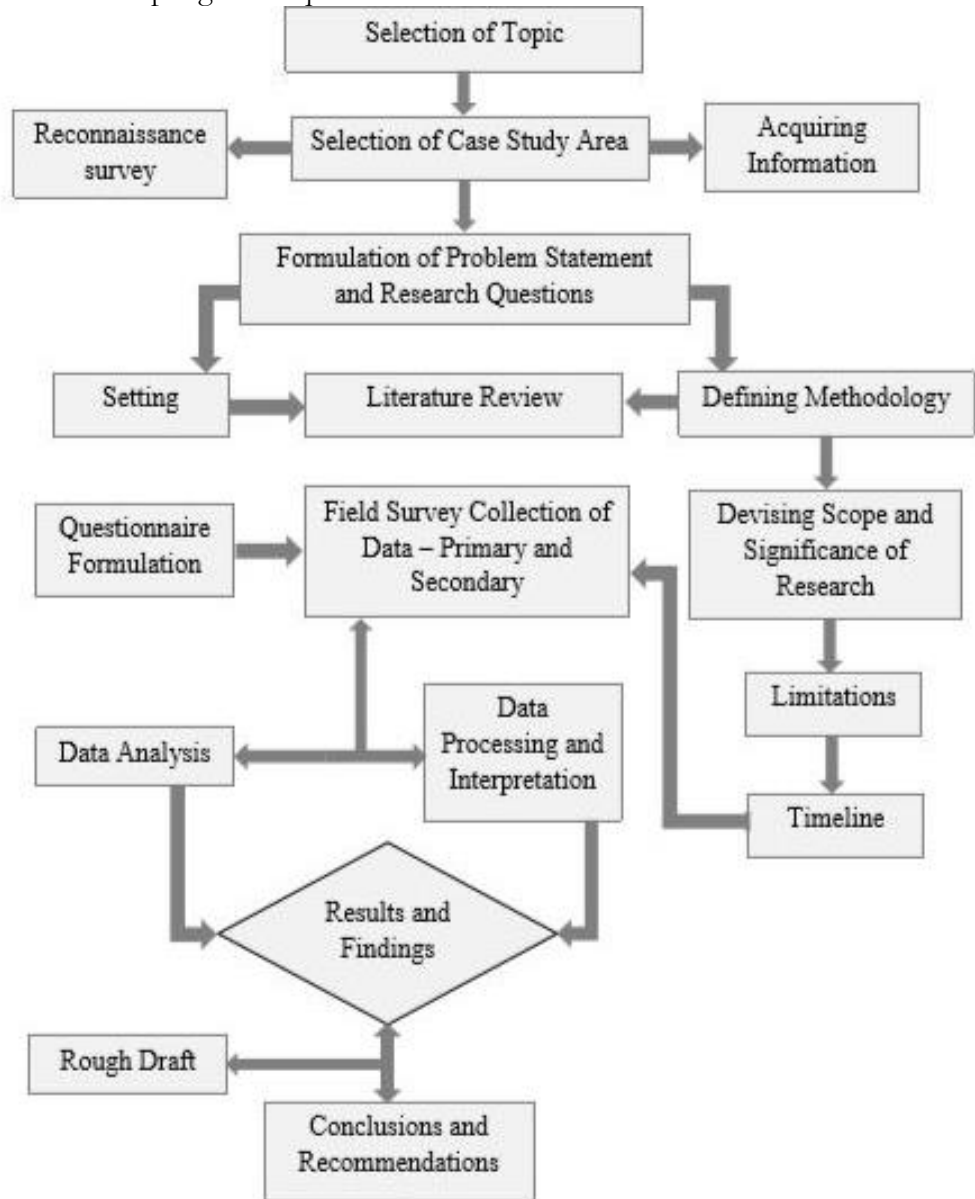 Selection of Topic
Reconnaissance
survey
Selection of Case Study Area
Acquiring
Information
Formulation of Problem Statement
and Research Questions
Setting
Literature Review
Defining Methodology
Questionnaire
Formulation
Field Survey Collection of
Data – Primary and
Secondary
Devising Scope and
Significance of
Research
Limitations
Data Analysis
Data
Processing and
Interpretation
Timeline
Results and
Findings
Rough Draft
Conclusions and
Recommendations